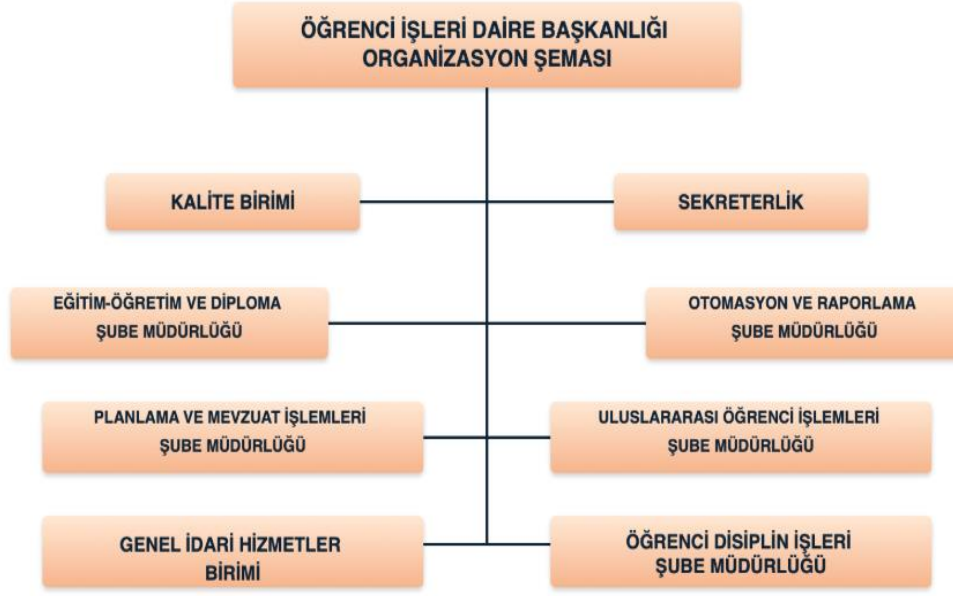 ÖĞRENCİ İŞLERİ DAİRE BAŞKANLIĞI
ORGANİZASYON ŞEMASI
KALİTE BİRİMİ
SEKRETERLİK
EĞİTİM-ÖĞRETİM VE DİPLOMA
ŞUBE MÜDÜRLÜĞÜ
OTOMASYON VE RAPORLAMA
ŞUBE MÜDÜRLÜĞÜ
PLANLAMA VE MEVZUAT İŞLEMLERİ
ŞUBE MÜDÜRLÜĞÜ
ULUSLARARASI ÖĞRENCİ İŞLEMLERİ
ŞUBE MÜDÜRLÜĞÜ
GENEL İDARİ HİZMETLER
BİRİMİ
ÖĞRENCİ DİSİPLİN İŞLERİ
ŞUBE MÜDÜRLÜĞÜ